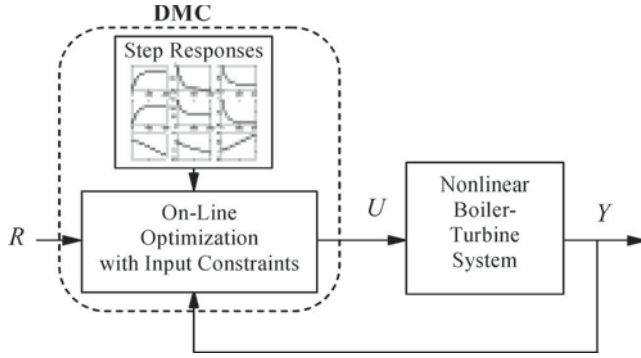 DMC
Step Responses
On-Line
Optimization
with Input Constraints
R
U
Nonlinear
Boiler-
Turbine
System
Y